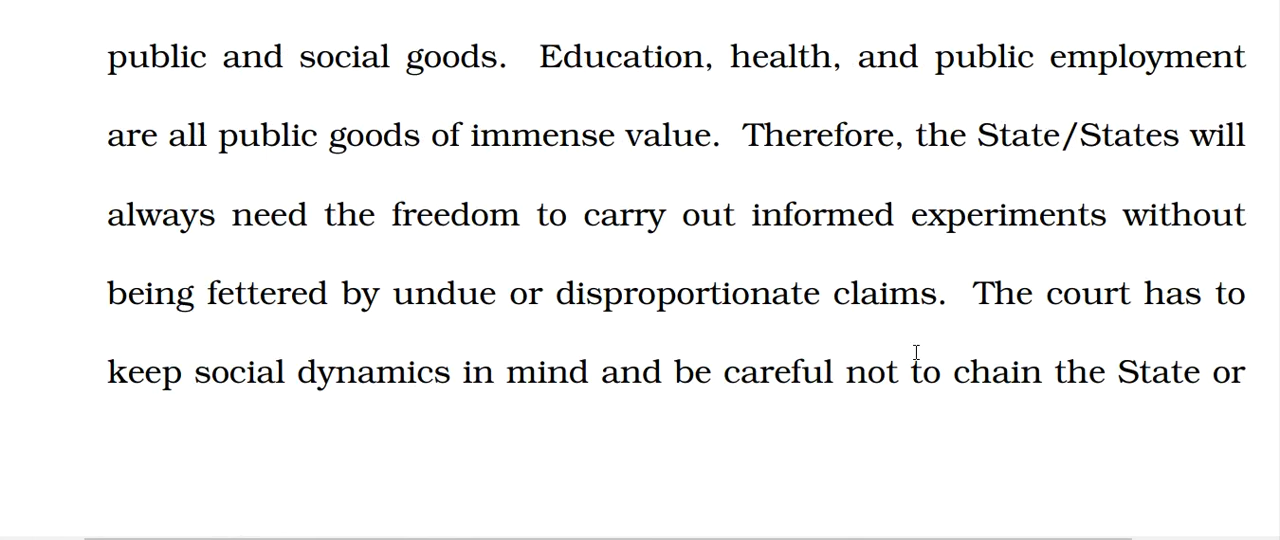 public and social goods. Education, health, and public employment
are all public goods of immense value. Therefore, the State/States will
always need the freedom to carry out informed experiments without
being fettered by undue or disproportionate claims. The court has to
keep social dynamics in mind and be careful not to chain the State or